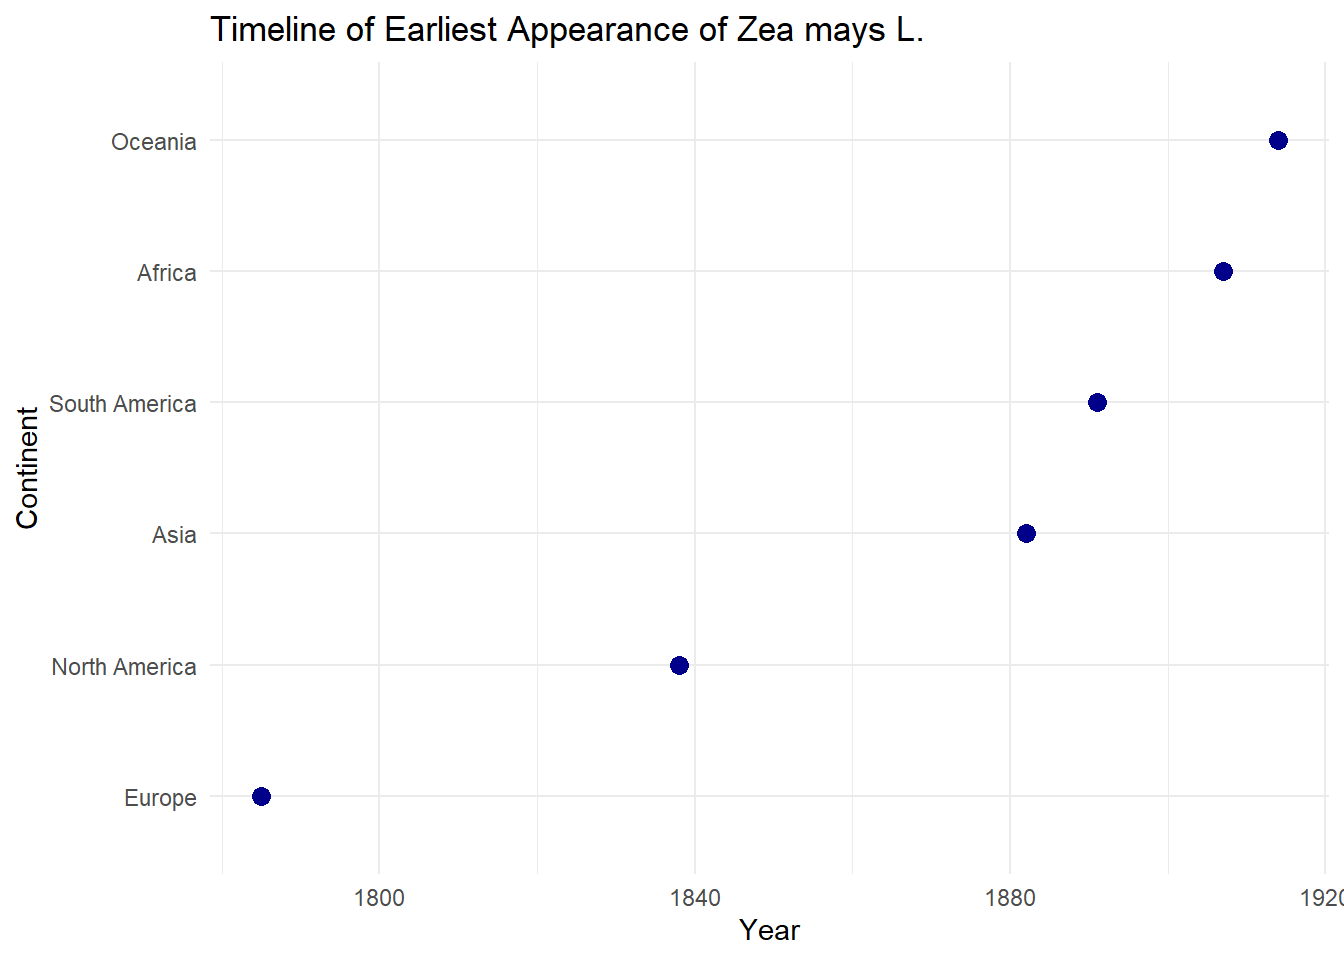 Timeline of Earliest Appearance of Zea mays L.
Oceania
Africa
South America
Asia
North America
Europe
Continent
1800 1840 1880 1920
Year